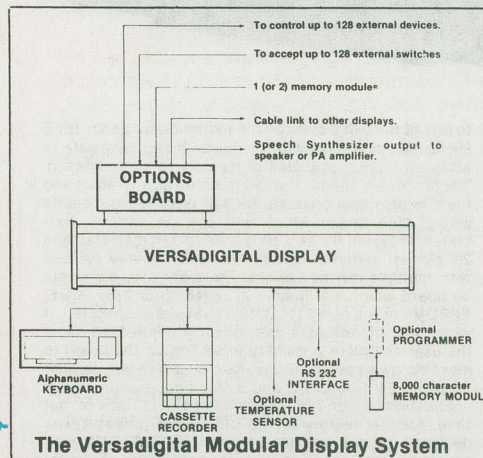 To control up to 128 external devices.
To accept up to 128 external switches
1 (or 2) memory modules
Cable link to other displays.
Speech Synthesizer output to
speaker or PA amplifier.
OPTIONS
BOARD
VERSADIGITAL DISPLAY
Alphanumeric
KEYBOARD
CASSETTE
RECORDER
Optional
TEMPERATURE
SENSOR
Optional
RS 232
INTERFACE
Optional
PROGRAMMER
8,000 character
MEMORY MODUL
The Versadigital Modular Display System